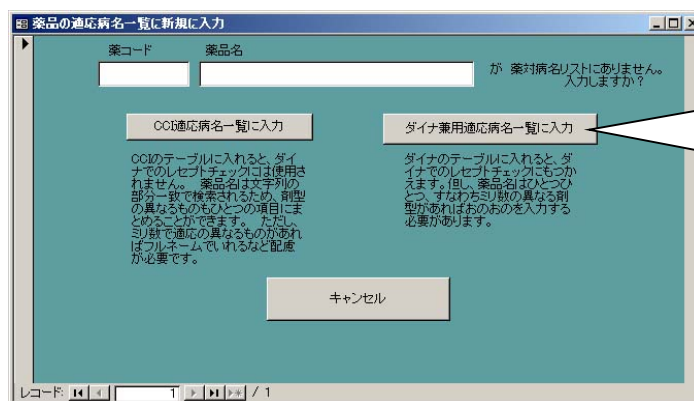 薬品の適応病名一覧に新規に入力
薬コード 薬品名
が 薬対病名リストにありません。
入力しますか？
CCI適応病名一覧に入力 ダイナ兼用適応病名一覧に入力
CCIのテーブルに入れると、ダイ
ナでのレセプトチェックには使用さ
れません。 薬品名は文字列の
部分一致で検索されるため、剤型
の異なるものもひとつの項目にま
とめることができます。 ただし、
ミリ数で適応の異なるものがあれ
ばフルネームでいれるなど配慮
が必要です。
ダイナのテーブルに入れると、ダ
イナでのレセプトチェックにもつか
えます。但し、薬品名はひとつひ
とつ、すなわちミリ数の異なる剤
型があればおのおのを入力する
必要があります。
キャンセル
レコード: 1 / 1